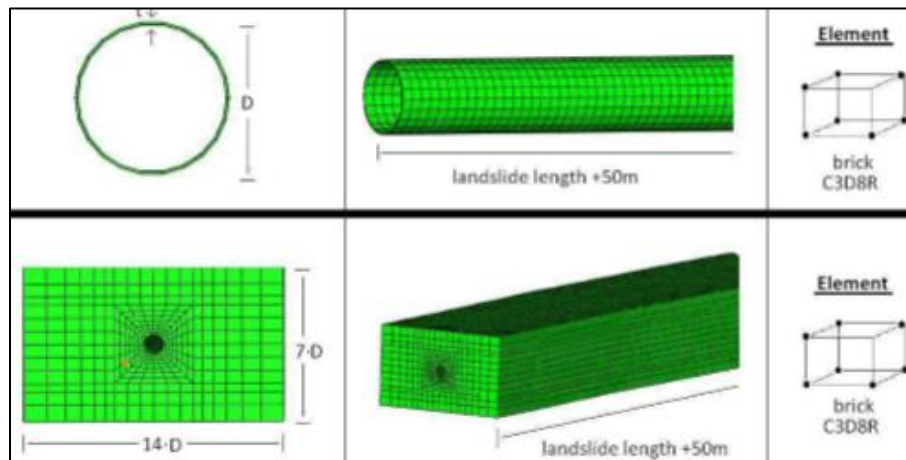 t
D
landslide length +50m
Element
brick
C3D8R
7·D
14·D
landslide length +50m
Element
brick
C3D8R